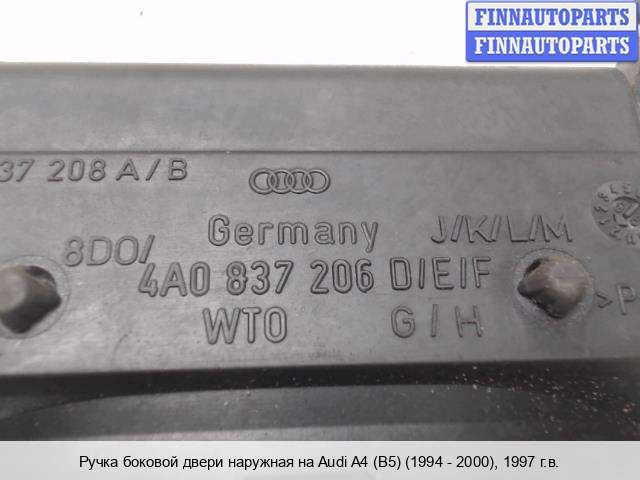 FINNAUTOPARTS
FINNAUTOPARTS
37 208 A/B
Germany J/K/L/M
8D0/
4A0 837 206 D/E/F
WTO G/H
>P
Ручка боковой двери наружная на Audi A4 (B5) (1994 - 2000), 1997 г.в.